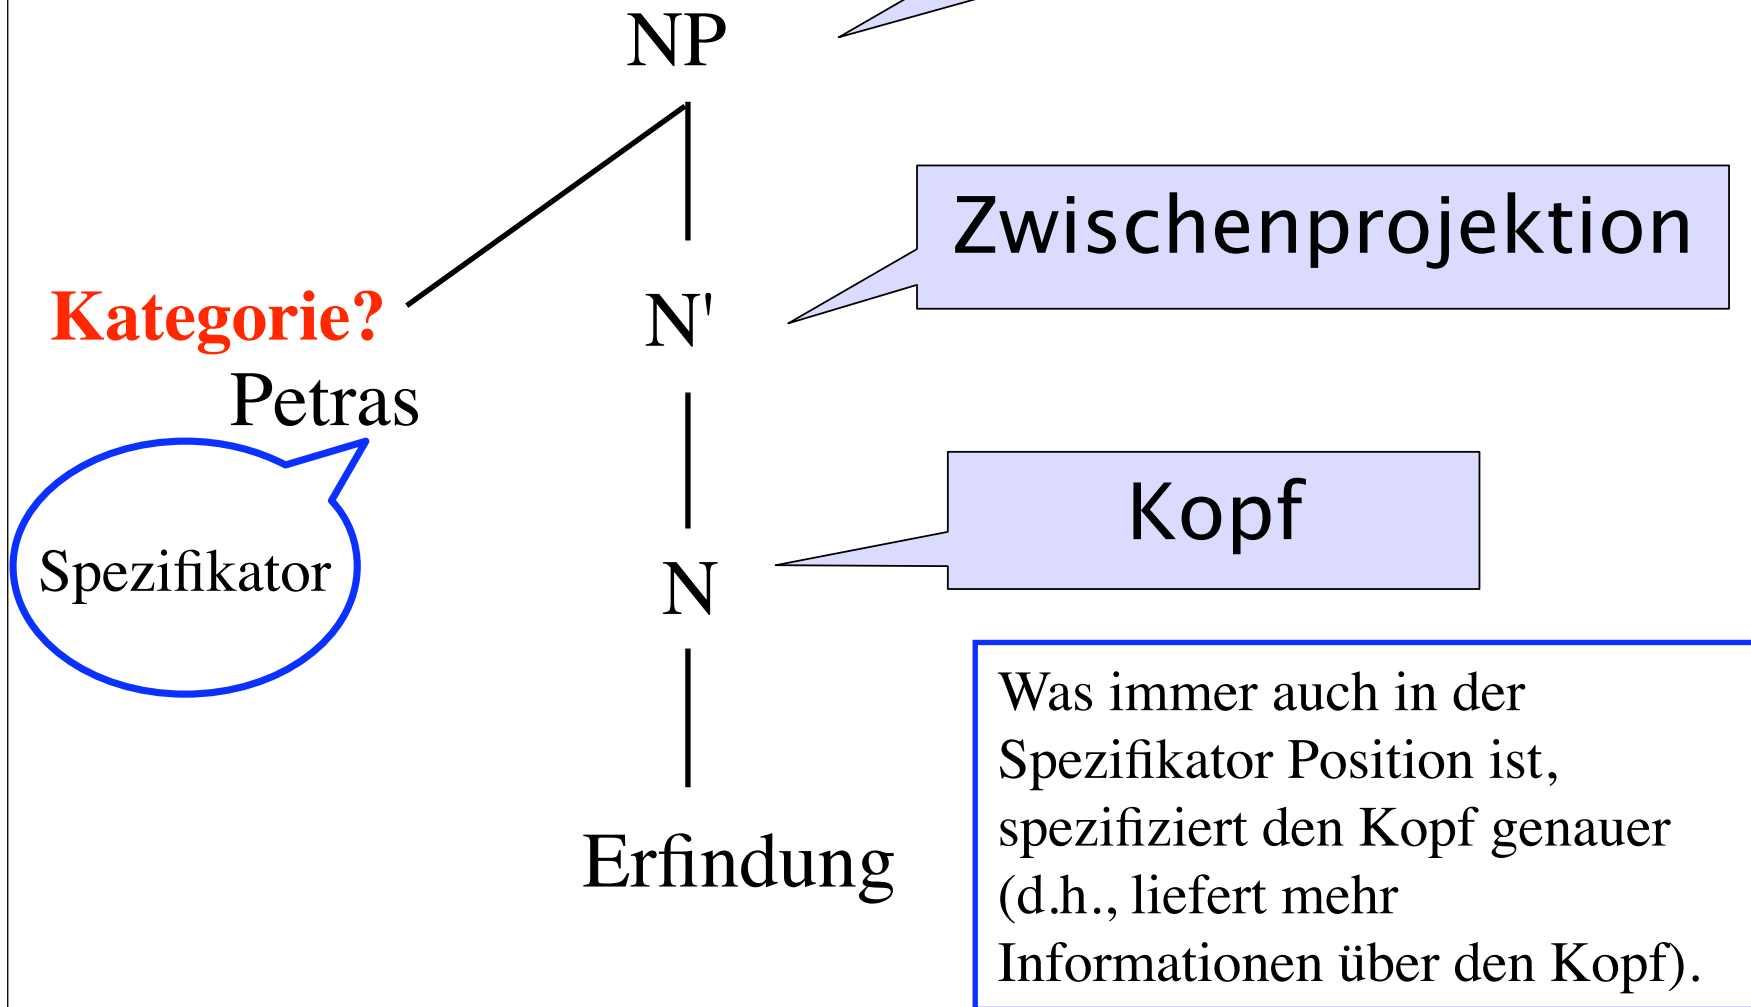 NP
Zwischenprojektion
Kategorie?
N'
Petras
Kopf
Spezifikator
N
Was immer auch in der
Spezifikator Position ist,
spezifiziert den Kopf genauer
(d.h., liefert mehr
Informationen über den Kopf).
Erfindung